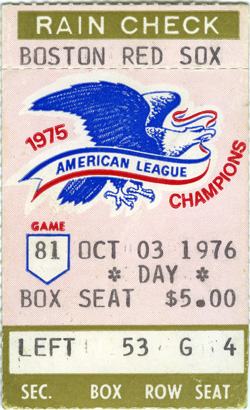 RAIN CHECK
BOSTON RED SOX
1975
AMERICAN LEAGUE
CHAMPIONS
GAME
81 OCT 03 1976
* DAY *
BOX SEAT $5.00
LEFT 53 G 4
SEC. BOX ROW SEAT